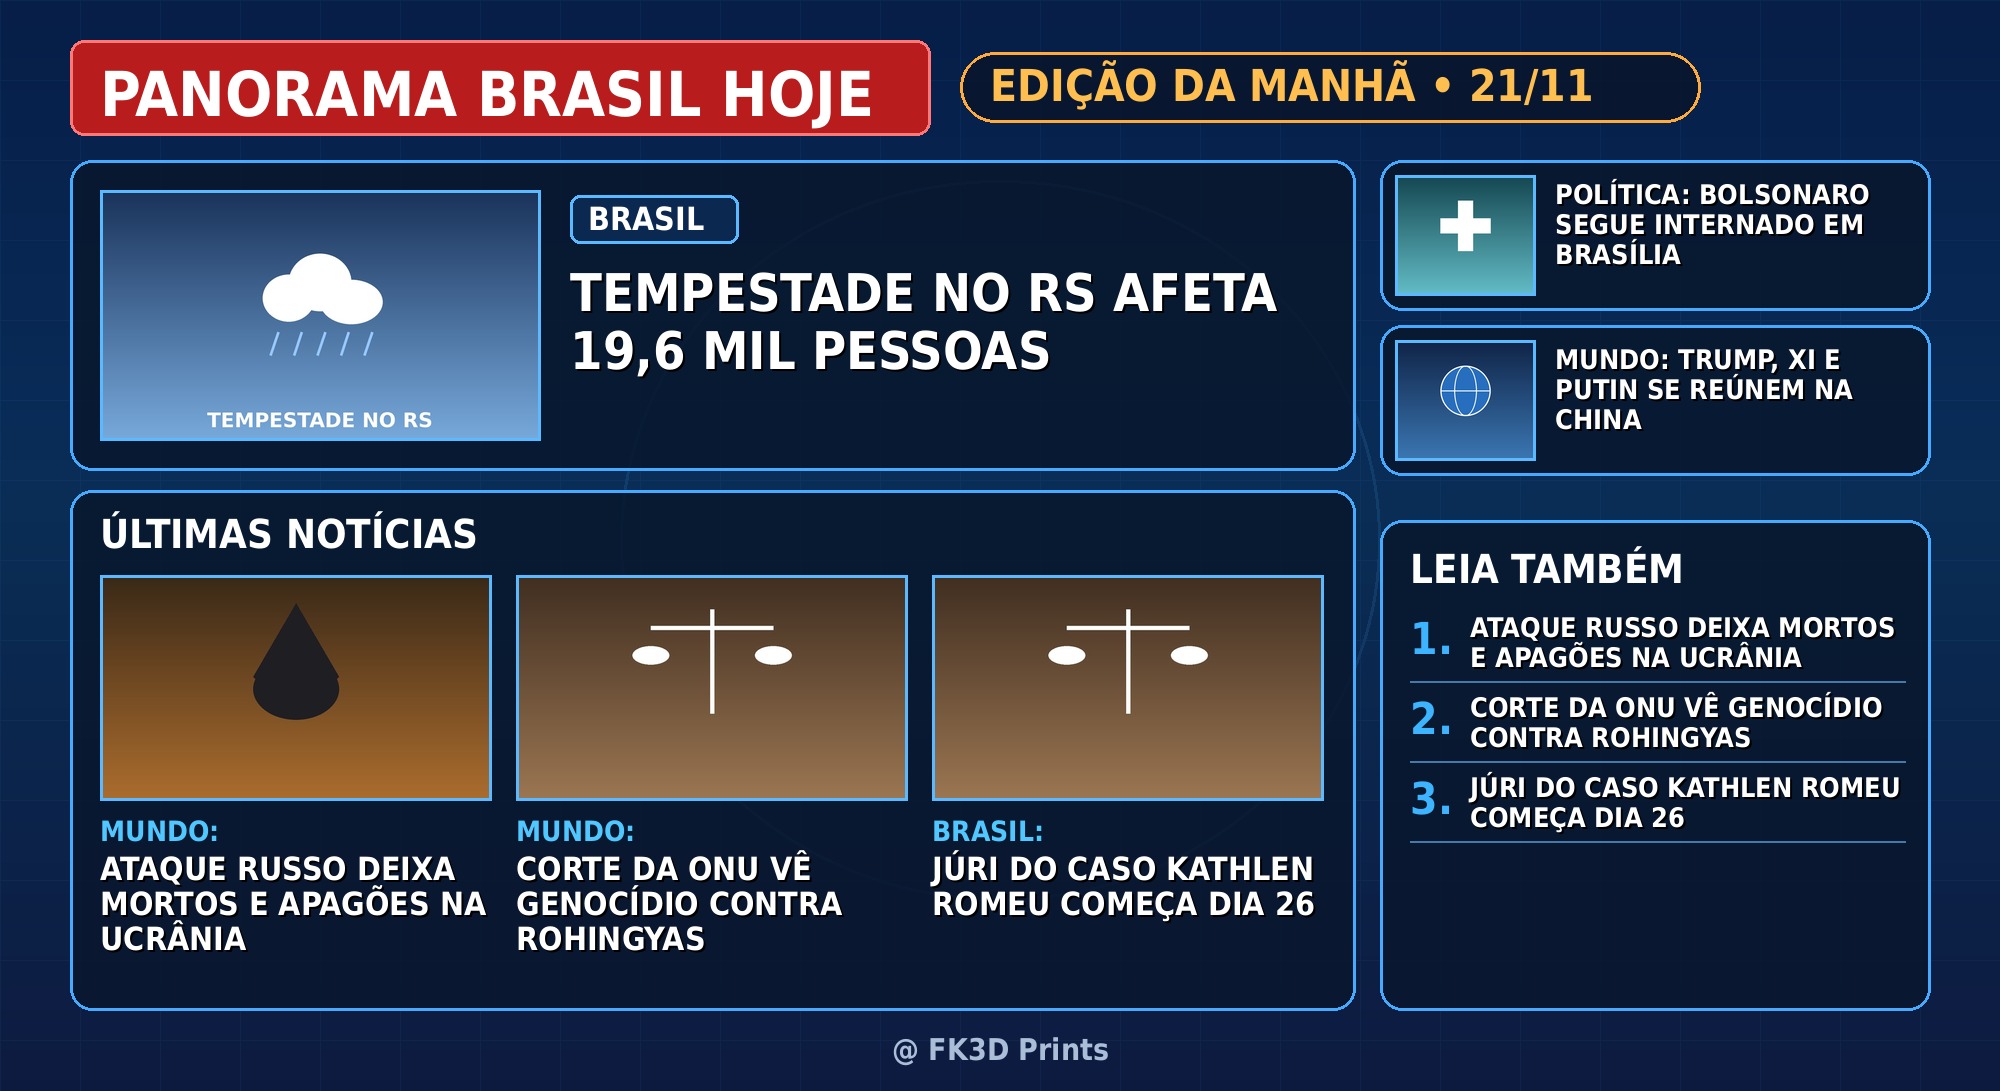 PANORAMA BRASIL HOJE
EDIÇÃO DA MANHÃ • 21/11
TEMPESTADE NO RS
BRASIL
TEMPESTADE NO RS AFETA
19,6 MIL PESSOAS
POLÍTICA: BOLSONARO
SEGUE INTERNADO EM
BRASÍLIA
MUNDO: TRUMP, XI E
PUTIN SE REÚNEM NA
CHINA
ÚLTIMAS NOTÍCIAS
MUNDO:
ATAQUE RUSSO DEIXA
MORTOS E APAGÕES NA
UCRÂNIA
MUNDO:
CORTE DA ONU VÊ
GENOCÍDIO CONTRA
ROHINGYAS
BRASIL:
JÚRI DO CASO KATHLEN
ROMEU COMEÇA DIA 26
LEIA TAMBÉM
1. ATAQUE RUSSO DEIXA MORTOS
E APAGÕES NA UCRÂNIA
2. CORTE DA ONU VÊ GENOCÍDIO
CONTRA ROHINGYAS
3. JÚRI DO CASO KATHLEN ROMEU
COMEÇA DIA 26
@ FK3D Prints